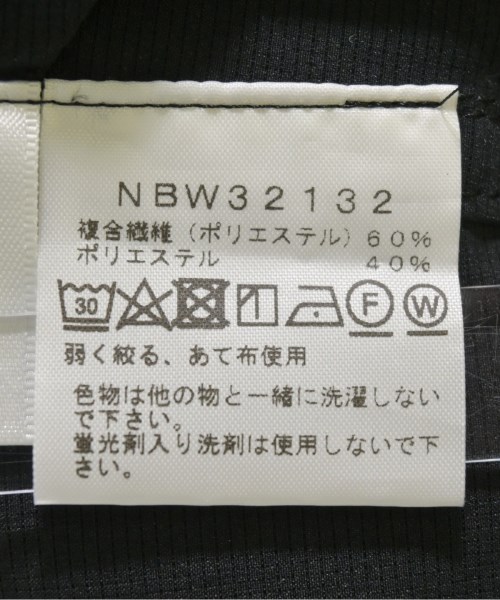 NBW32132
複合繊維（ポリエステル）60%
ポリエステル 40%
30 F W
弱く絞る、あて布使用
色物は他の物と一緒に洗濯しない
で下さい。
蛍光剤入り洗剤は使用しないで下
さい。